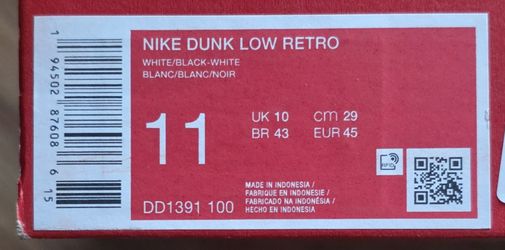 NIKE DUNK LOW RETRO
WHITE/BLACK-WHITE
BLANC/BLANC/NOIR
11
UK 10 cm 29
BR 43 EUR 45
MADE IN INDONESIA/
FABRIQUE EN INDONESIE/
FABRICADO NA INDONÉSIA/
HECHO EN INDONESIA
DD1391 100
RFID
1 94502 87608 6 15